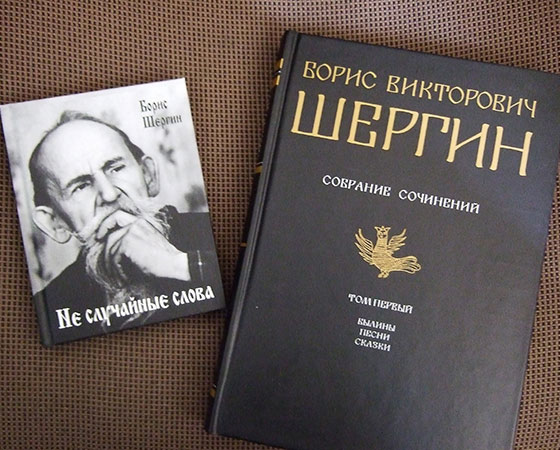 Борис
Шергин
Не случайные слова
БОРИС ВИКТОРОВИЧ
ШЕРГИН
СОБРАНИЕ СОЧИНЕНИЙ
ТОМ ПЕРВЫЙ
БЫЛИНЫ
ПЕСНИ
СКАЗКИ